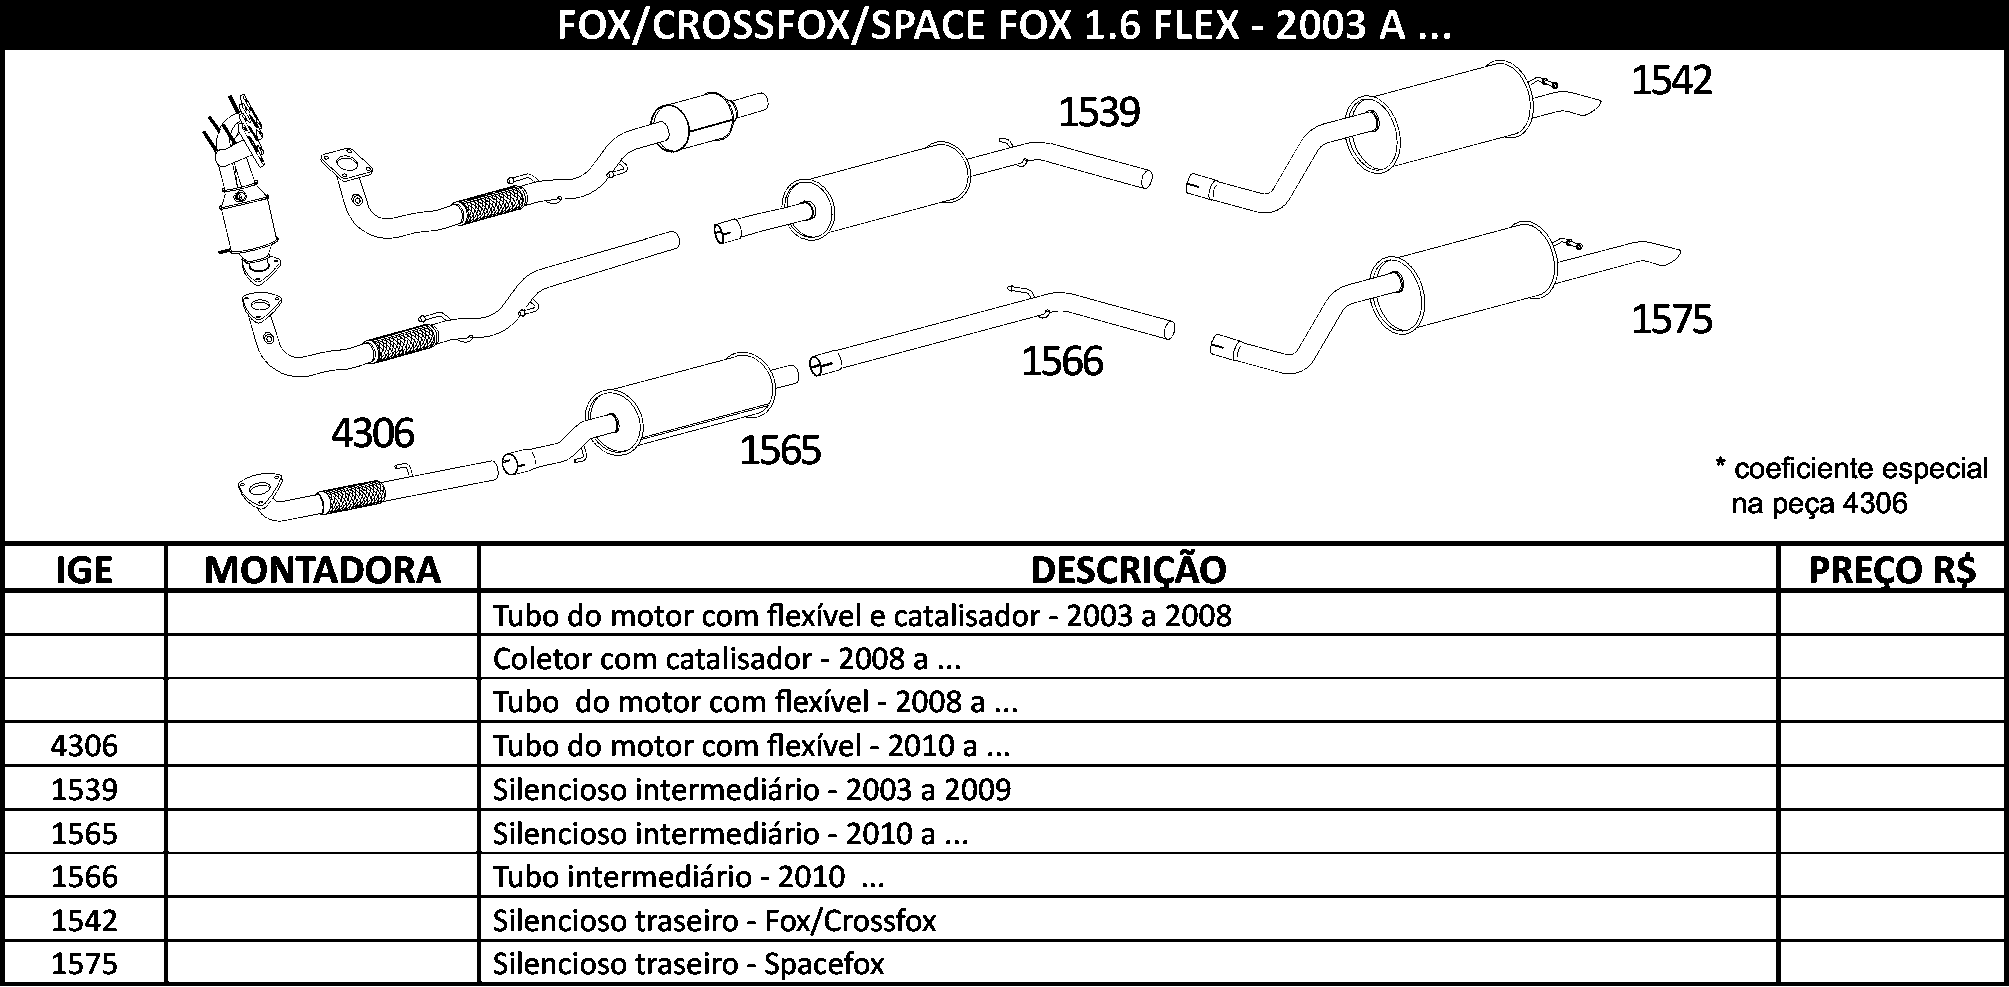 FOX/CROSSFOX/SPACE FOX 1.6 FLEX - 2003 A ...
1542
1539
1575
1566
4306
1565
* coeficiente especial
na peça 4306
IGE MONTADORA DESCRIÇÃO PREÇO R$
Tubo do motor com flexível e catalisador - 2003 a 2008
Coletor com catalisador - 2008 a ...
Tubo  do motor com flexível - 2008 a ...
4306 Tubo do motor com flexível - 2010 a ...
1539 Silencioso intermediário - 2003 a 2009
1565 Silencioso intermediário - 2010 a ...
1566 Tubo intermediário - 2010  ...
1542 Silencioso traseiro - Fox/Crossfox
1575 Silencioso traseiro - Spacefox